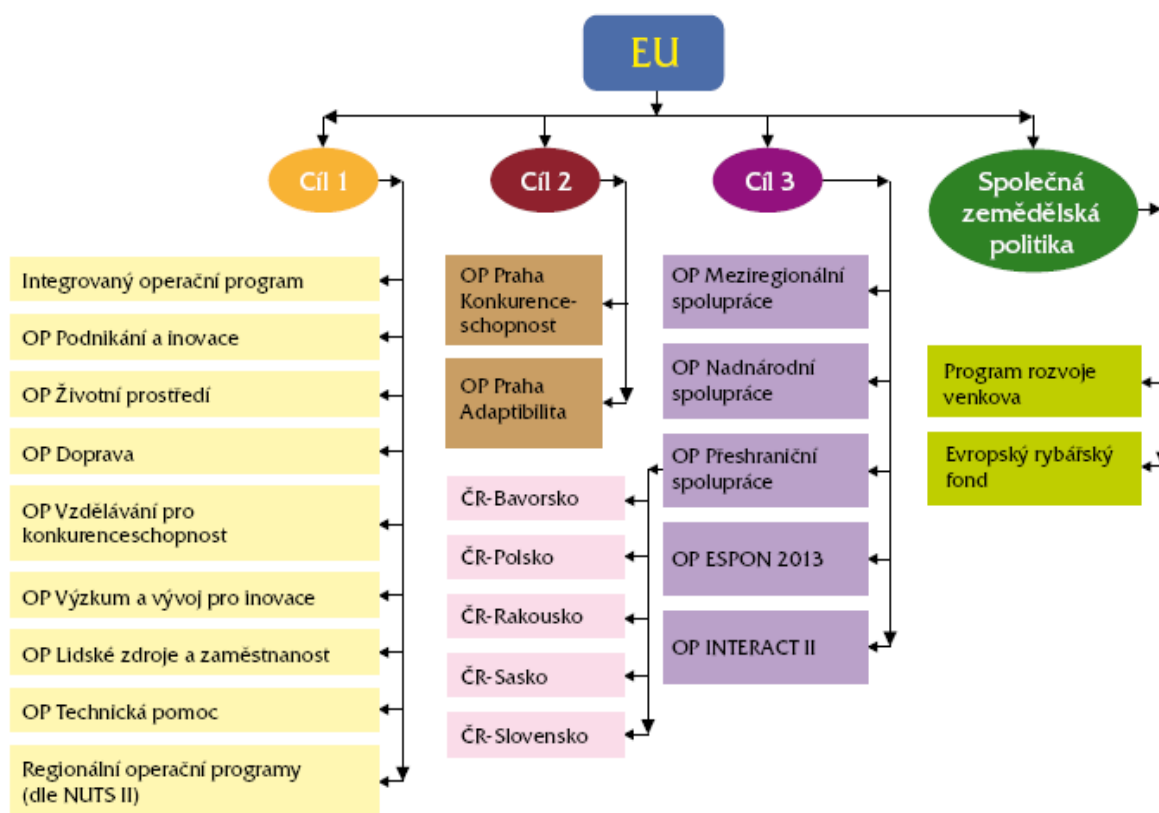 EU
Cíl 1
Cíl 2
Cíl 3
Společná
zemědělská
politika
Integrovaný operační program
OP Podnikání a inovace
OP Životní prostředí
OP Doprava
OP Vzdělávání pro
konkurenceschopnost
OP Výzkum a vývoj pro inovace
OP Lidské zdroje a zaměstnanost
OP Technická pomoc
Regionální operační programy
(dle NUTS II)
OP Praha
Konkurence-
schopnost
OP Praha
Adaptibilita
OP Meziregionální
spolupráce
OP Nadnárodní
spolupráce
OP Přeshraniční
spolupráce
OP ESPON 2013
OP INTERACT II
ČR-Bavorsko
ČR-Polsko
ČR-Rakousko
ČR-Sasko
ČR-Slovensko
Program rozvoje
venkova
Evropský rybářský
fond